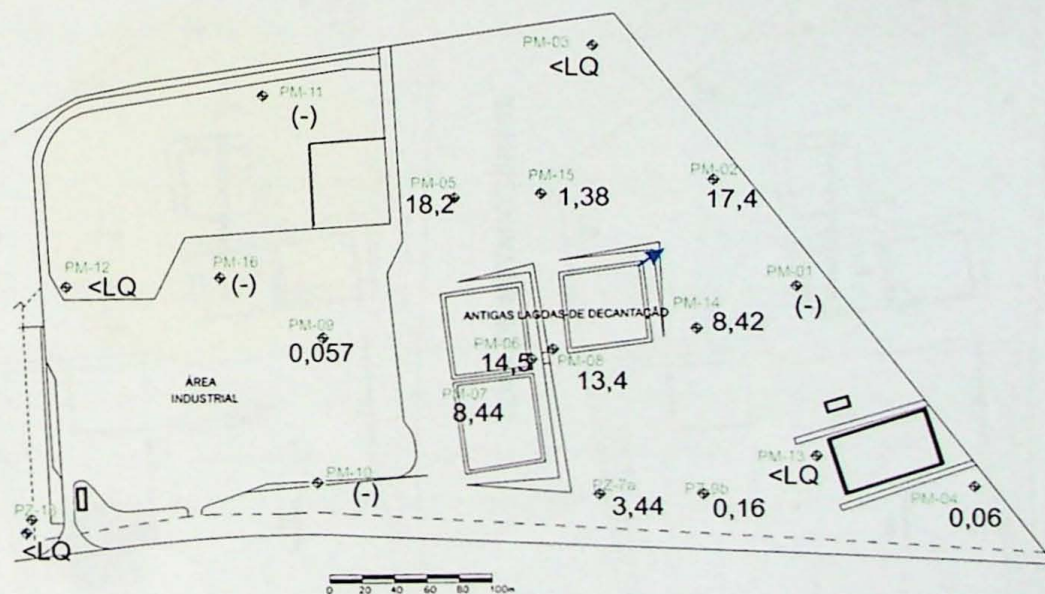 PM-03
<LQ
PM-11
(-)
PM-05
18,2
PM-15
1,38
PM-02
17,4
PM-12
<LQ
PM-16
(-)
PM-01
(-)
ANTIGAS LAGOAS DE DECANTAÇÃO
PM-14
8,42
PM-09
0,057
PM-06
14,5
PM-08
13,4
ÁREA
INDUSTRIAL
PM-07
8,44
PM-13
<LQ
PM-10
(-)
PZ-7a
3,44
PZ-9b
0,16
PM-04
0,06
<LQ
0 20 40 60 80 100m